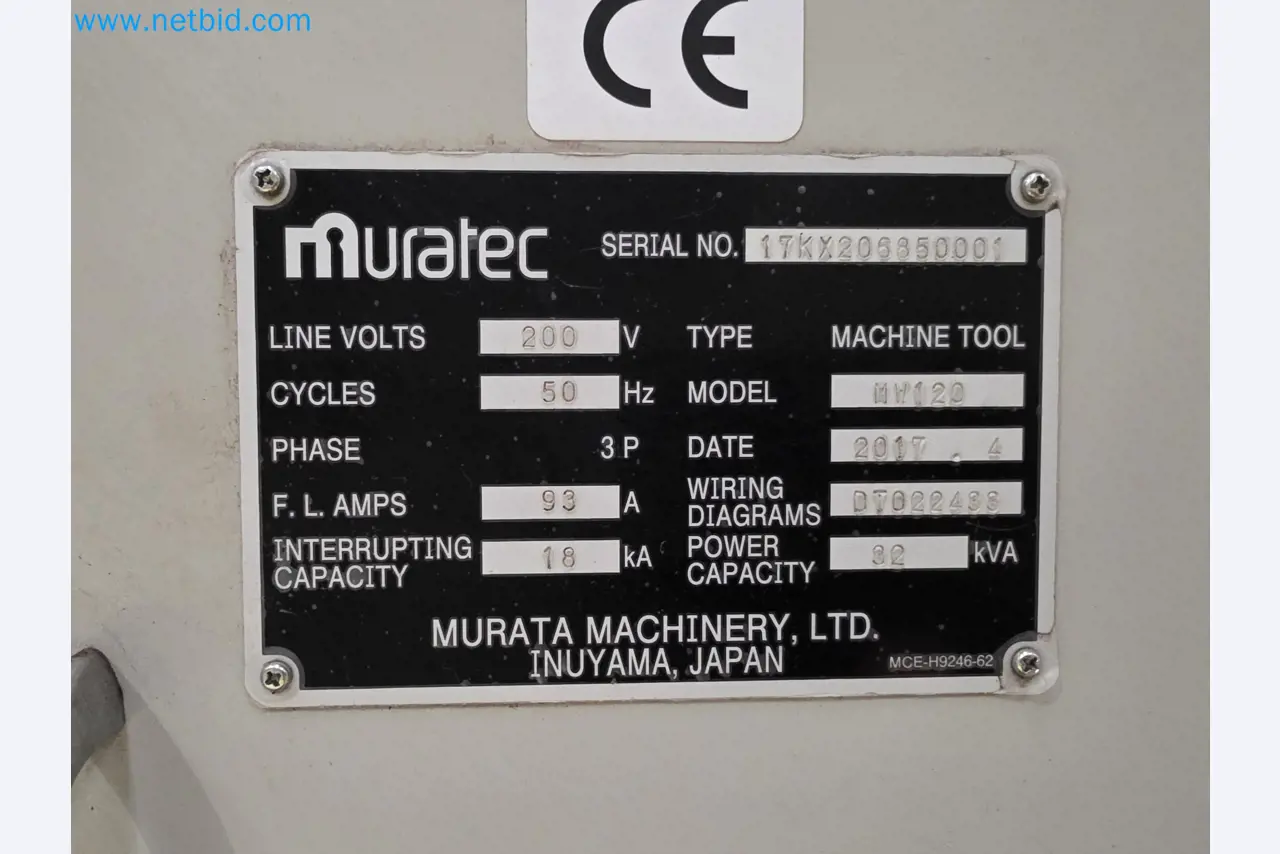 www.netbid.com
CE
muratec
SERIAL NO. 17KX206850001
LINE VOLTS 200 V TYPE MACHINE TOOL
CYCLES 50 Hz MODEL MW120
PHASE 3 P DATE 2017 . 4
F. L. AMPS 93 A WIRING DIAGRAMS
INTERRUPTING CAPACITY 18 kA POWER CAPACITY 32 kVA
MURATA MACHINERY, LTD.
INUYAMA, JAPAN
MCE-H9246-62